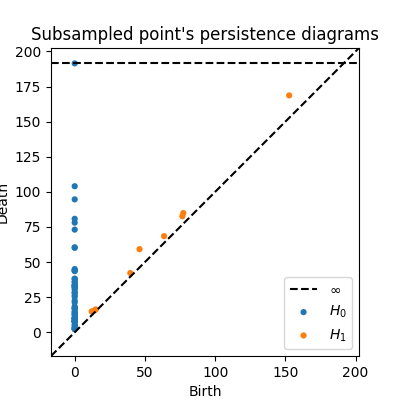 Subsampled point's persistence diagrams
200
175
150
125
100
75
50
25
0
Death
∞
H₀
H₁
0 50 100 150 200
Birth